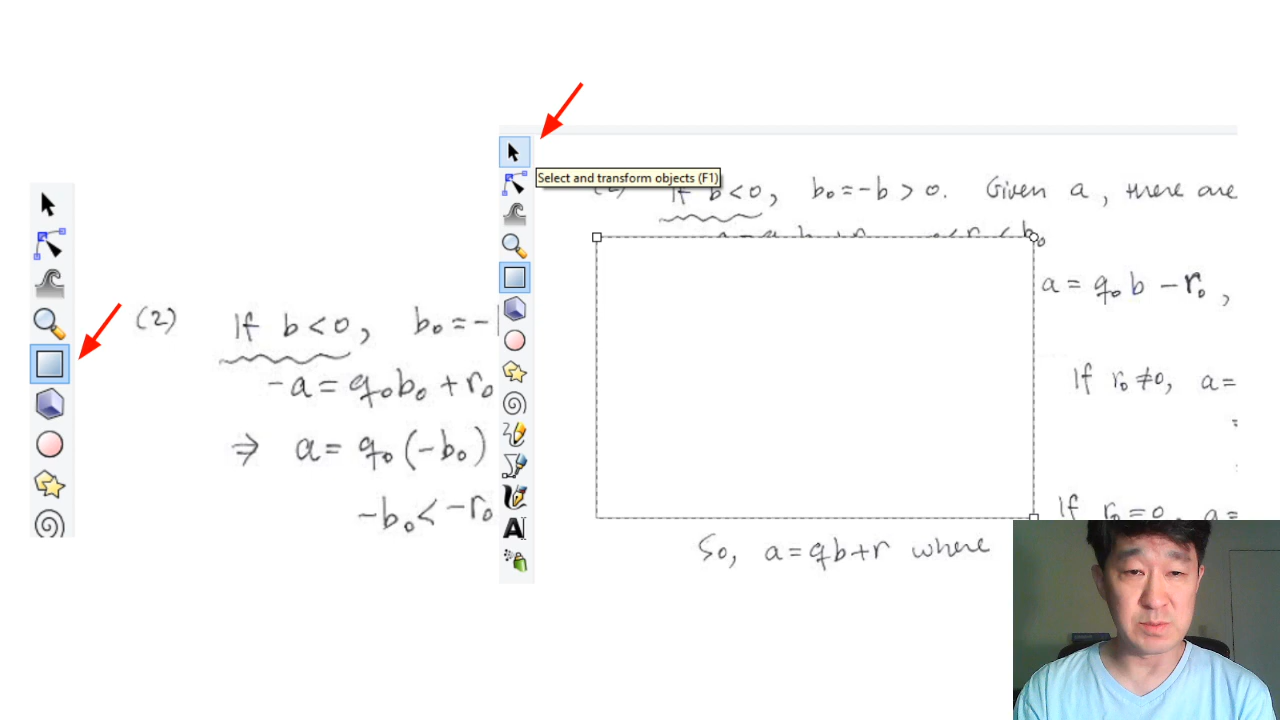 (2) If b<0, b₀=-
-a=q₀b₀+r₀
⇒ a= q₀(-b₀)
-b₀<-r₀
Select and transform objects (F1)
If b<0, b₀=-b>0. Given a, there are
a= q₀b-r₀,
If r₀≠0, a=
=
If r₀=0, a=
So, a=qb+r where
A